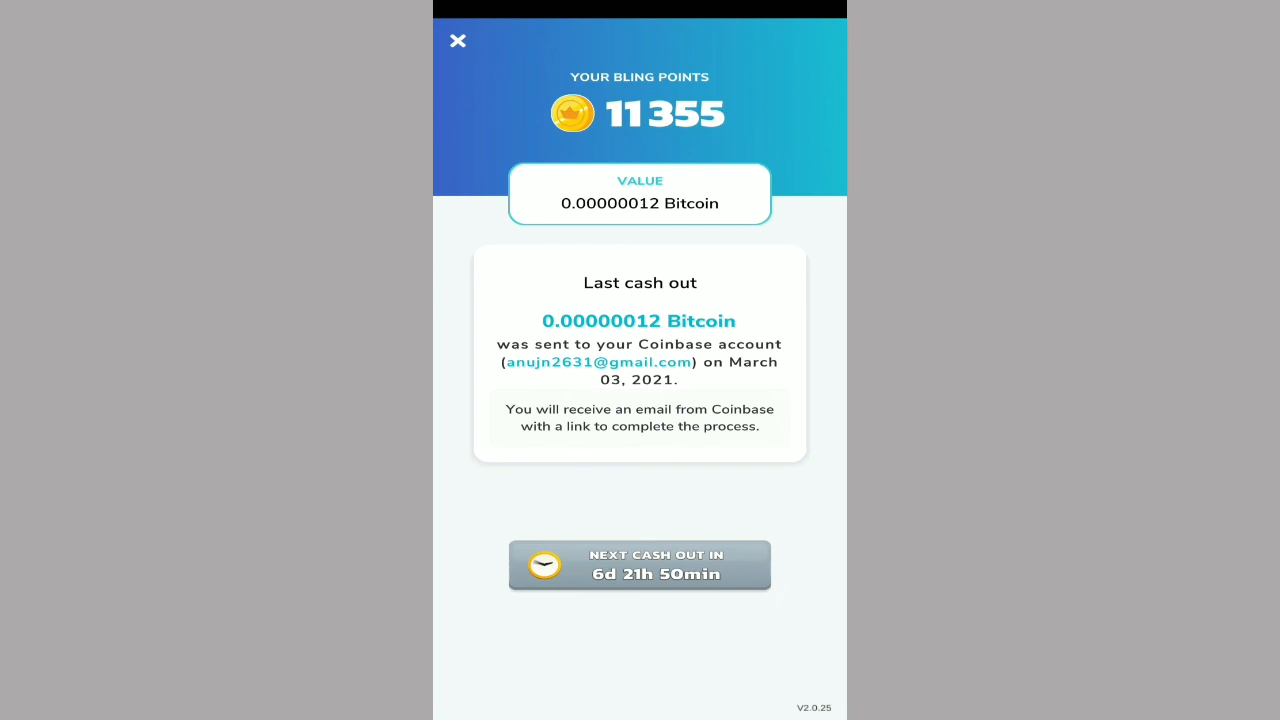 YOUR BLING POINTS
11 355
VALUE
0.00000012 Bitcoin
Last cash out
0.00000012 Bitcoin
was sent to your Coinbase account
(anujn2631@gmail.com) on March
03, 2021.
You will receive an email from Coinbase
with a link to complete the process.
NEXT CASH OUT IN
6d 21h 50min
V2.0.25